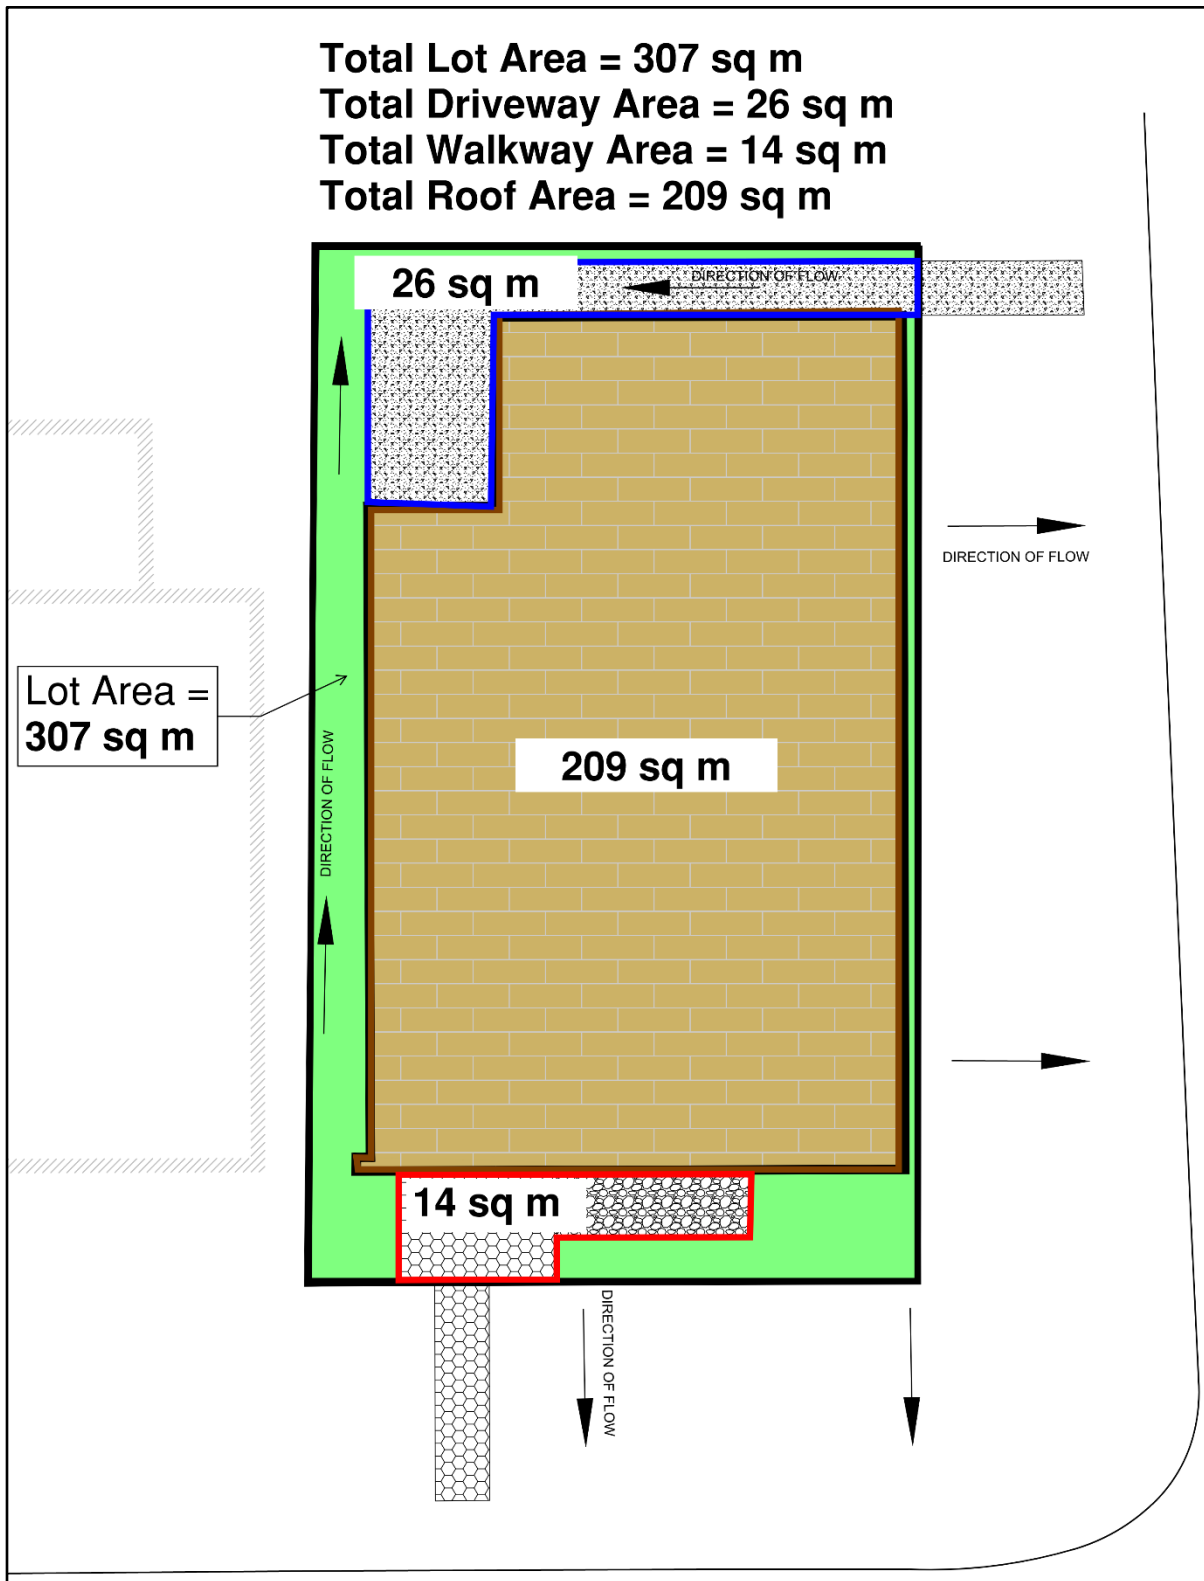 Total Lot Area = 307 sq m
Total Driveway Area = 26 sq m
Total Walkway Area = 14 sq m
Total Roof Area = 209 sq m
26 sq m
DIRECTION OF FLOW
DIRECTION OF FLOW
Lot Area =
307 sq m
209 sq m
DIRECTION OF FLOW
14 sq m
DIRECTION OF FLOW